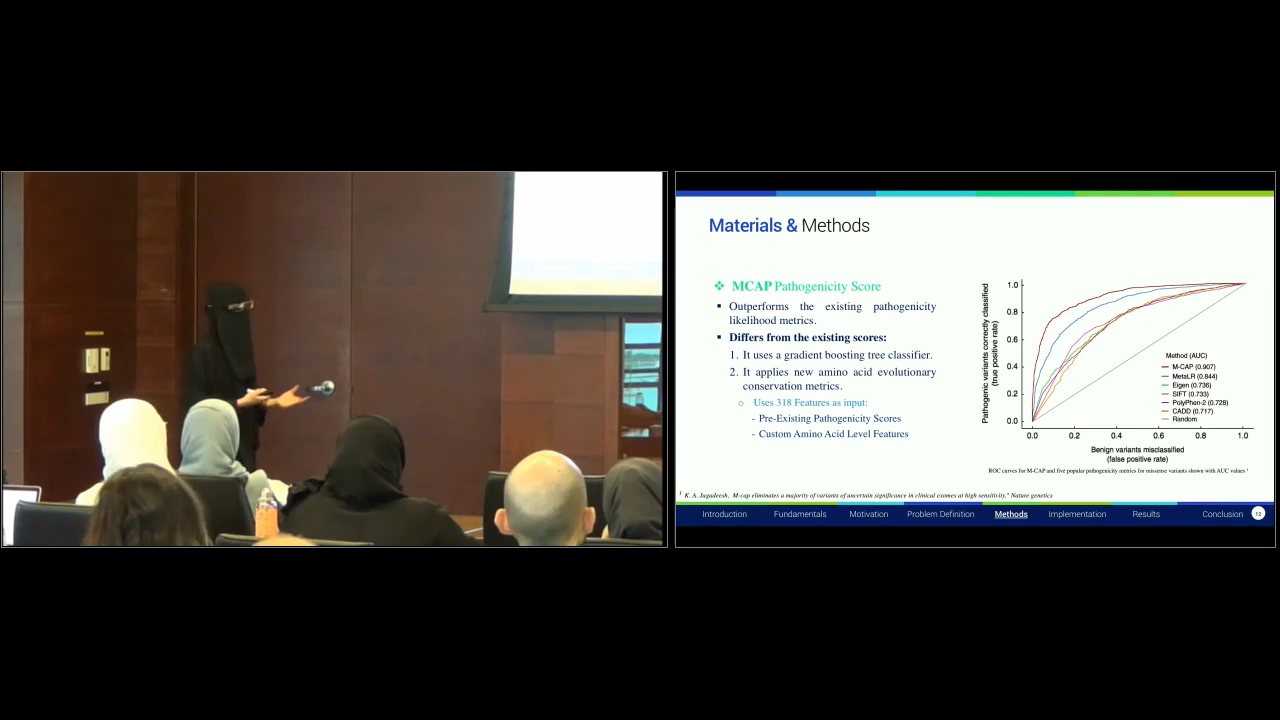 Materials & Methods
❖ MCAP Pathogenicity Score
▪ Outperforms the existing pathogenicity
likelihood metrics.
▪ Differs from the existing scores:
1. It uses a gradient boosting tree classifier.
2. It applies new amino acid evolutionary
conservation metrics.
○ Uses 318 Features as input:
- Pre-Existing Pathogenicity Scores
- Custom Amino Acid Level Features
Pathogenic variants correctly classified
(true positive rate)
1.0
0.8
0.6
0.4
0.2
0.0
Method (AUC)
M-CAP (0.907)
MetaLR (0.844)
Eigen (0.736)
SIFT (0.733)
PolyPhen-2 (0.728)
CADD (0.717)
Random
0.0 0.2 0.4 0.6 0.8 1.0
Benign variants misclassified
(false positive rate)
ROC curves for M-CAP and five popular pathogenicity metrics for missense variants shown with AUC values 1
1 K. A. Jagadeesh, M-cap eliminates a majority of variants of uncertain significance in clinical exomes at high sensitivity," Nature genetics
Introduction Fundamentals Motivation Problem Definition Methods Implementation Results Conclusion 12